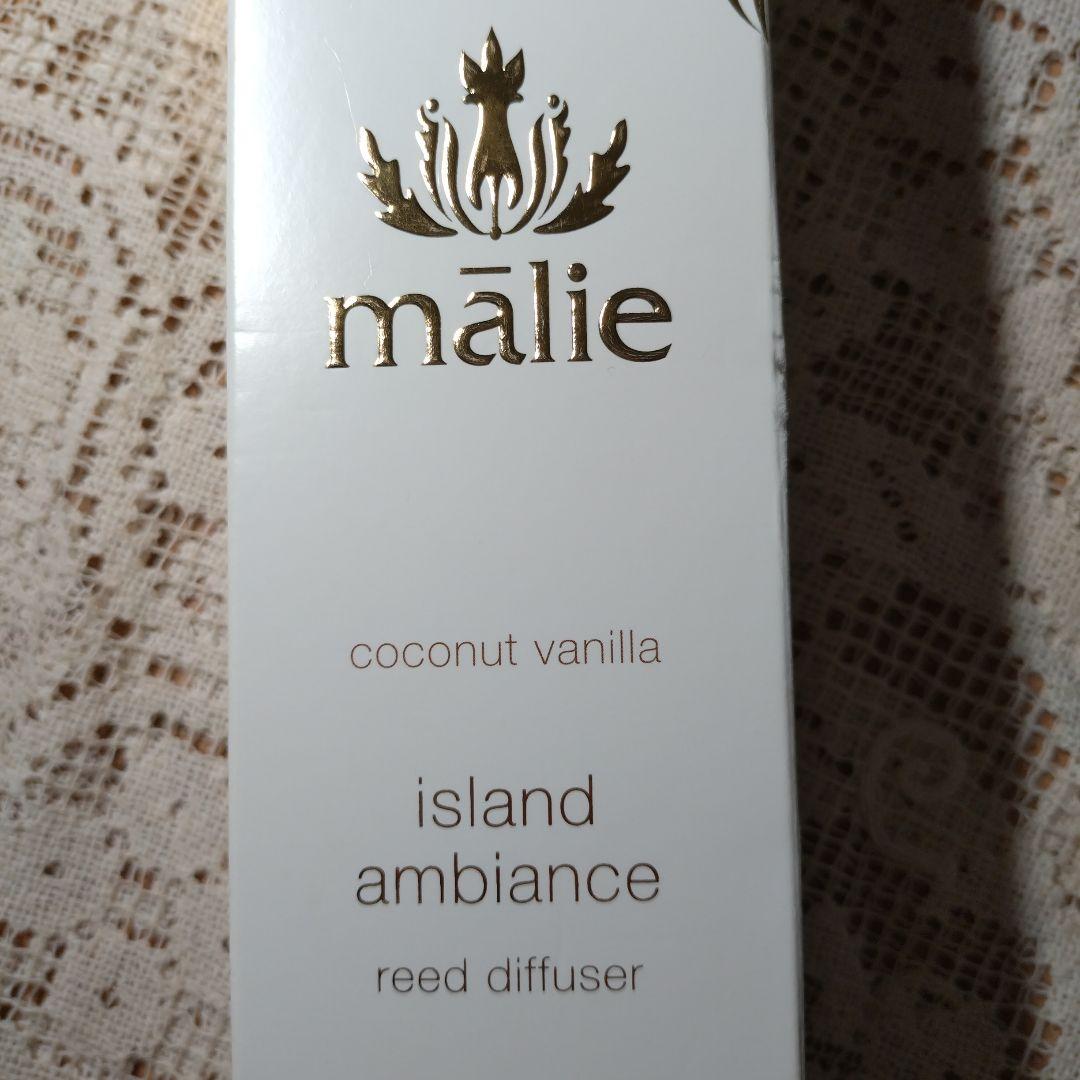 mālie
coconut vanilla
island
ambiance
reed diffuser